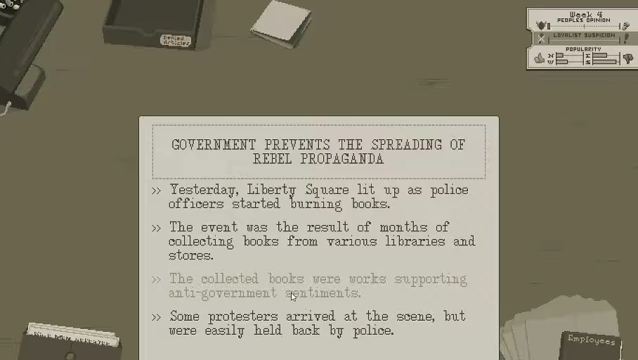 Week 4
PEOPLES OPINION
LOYALIST SUSPICION
POPULARITY
N
E
W
S
Denied
Articles
GOVERNMENT PREVENTS THE SPREADING OF
REBEL PROPAGANDA
>> Yesterday, Liberty Square lit up as police
officers started burning books.
>> The event was the result of months of
collecting books from various libraries and
stores.
>> The collected books were works supporting
anti-government sentiments.
>> Some protesters arrived at the scene, but
were easily held back by police.
Employees